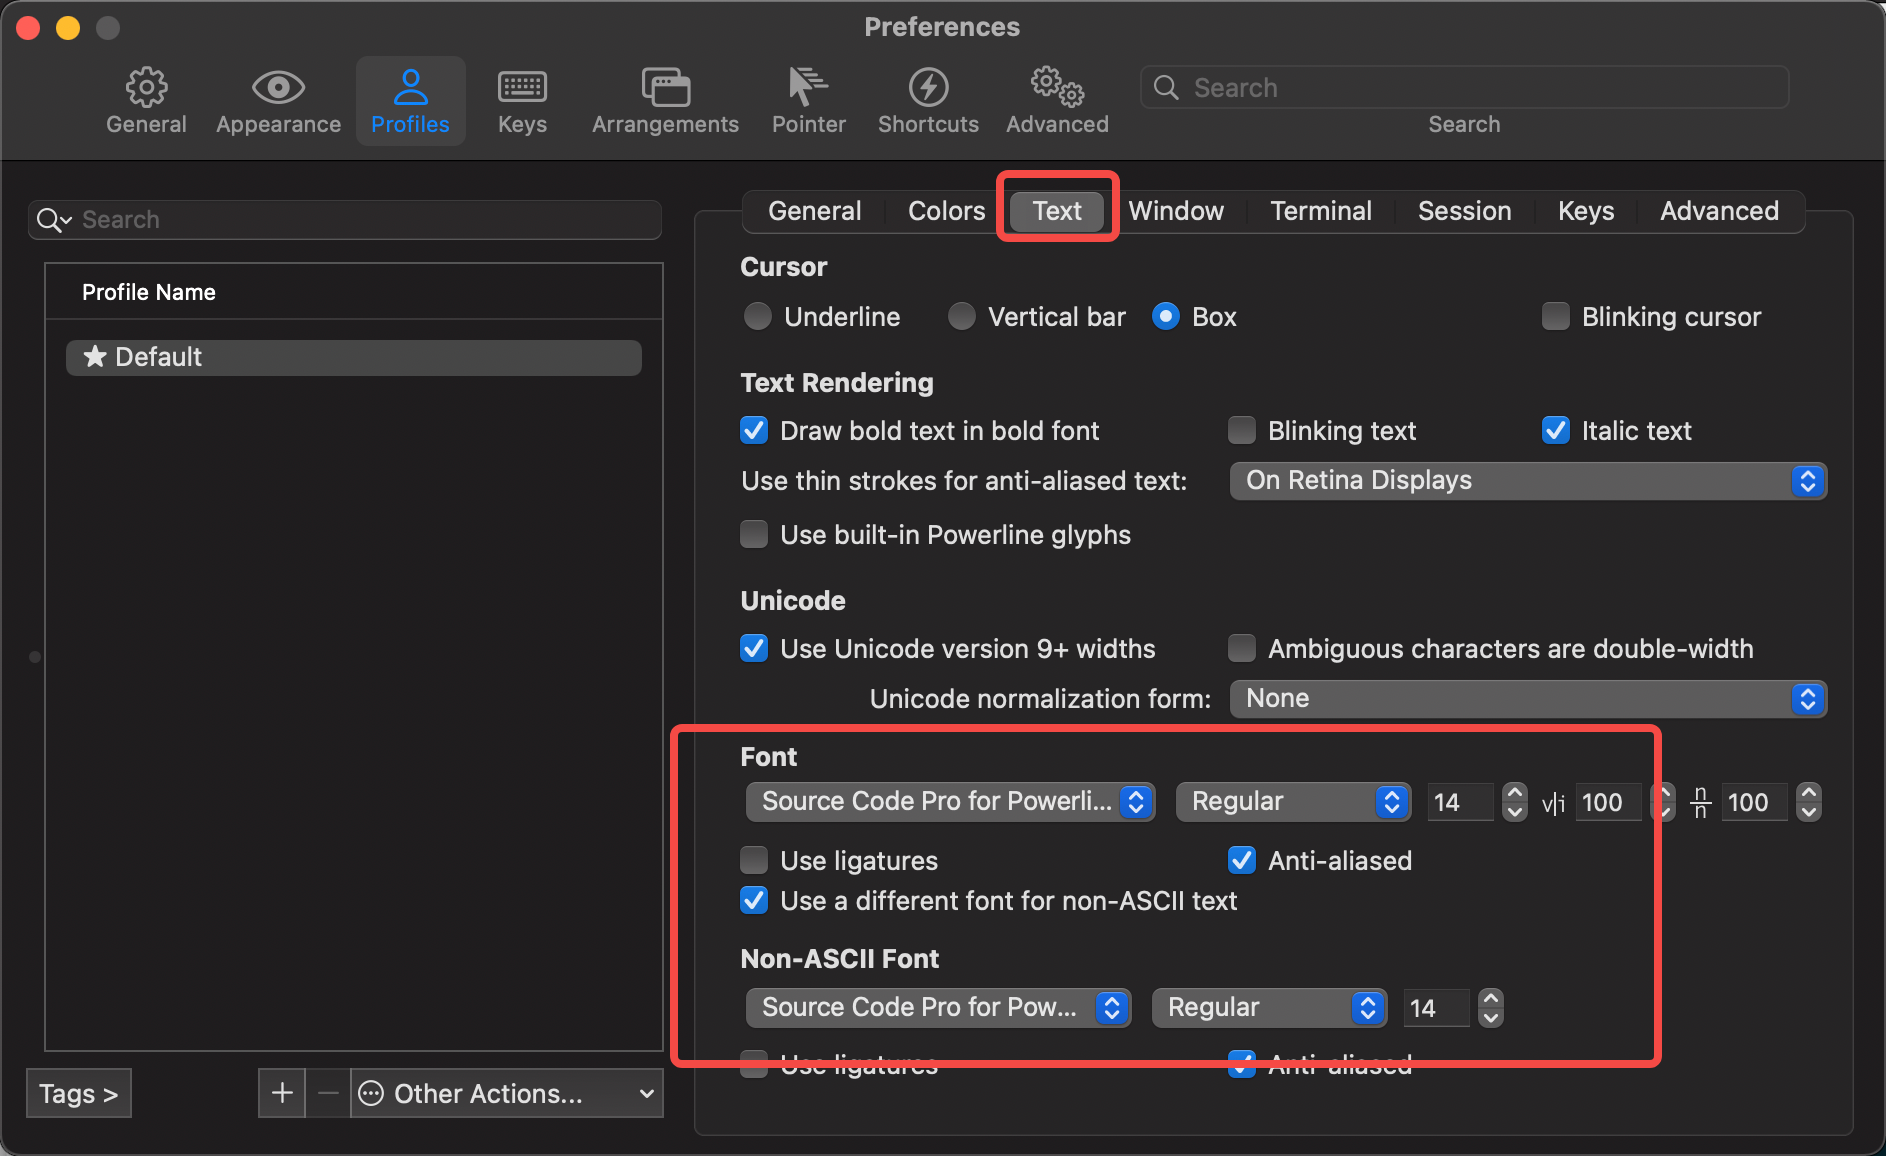 Preferences
General Appearance Profiles Keys Arrangements Pointer Shortcuts Advanced Search
Search
Search
General Colors Text Window Terminal Session Keys Advanced
Profile Name
Default
Cursor
Underline Vertical bar Box Blinking cursor
Text Rendering
Draw bold text in bold font Blinking text Italic text
Use thin strokes for anti-aliased text: On Retina Displays
Use built-in Powerline glyphs
Unicode
Use Unicode version 9+ widths Ambiguous characters are double-width
Unicode normalization form: None
Font
Source Code Pro for Powerli... Regular 14 v|i 100 n/n 100
Use ligatures Anti-aliased
Use a different font for non-ASCII text
Non-ASCII Font
Source Code Pro for Pow... Regular 14
Use ligatures Anti-aliased
Tags > + − Other Actions...